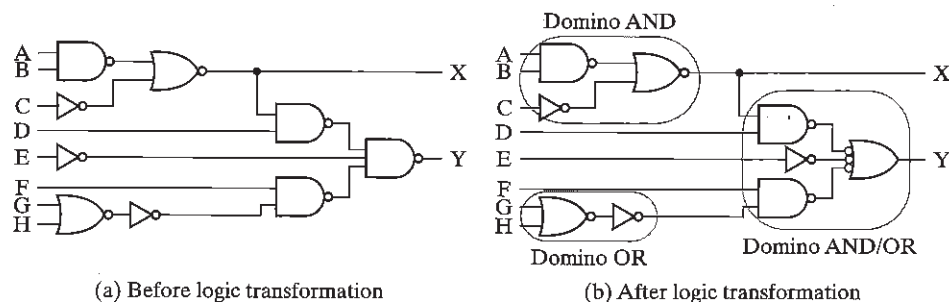 A
B
C
D
E
F
G
H
X
Y
(a) Before logic transformation
Domino AND
A
B
C
D
E
F
G
H
X
Y
Domino OR
Domino AND/OR
(b) After logic transformation